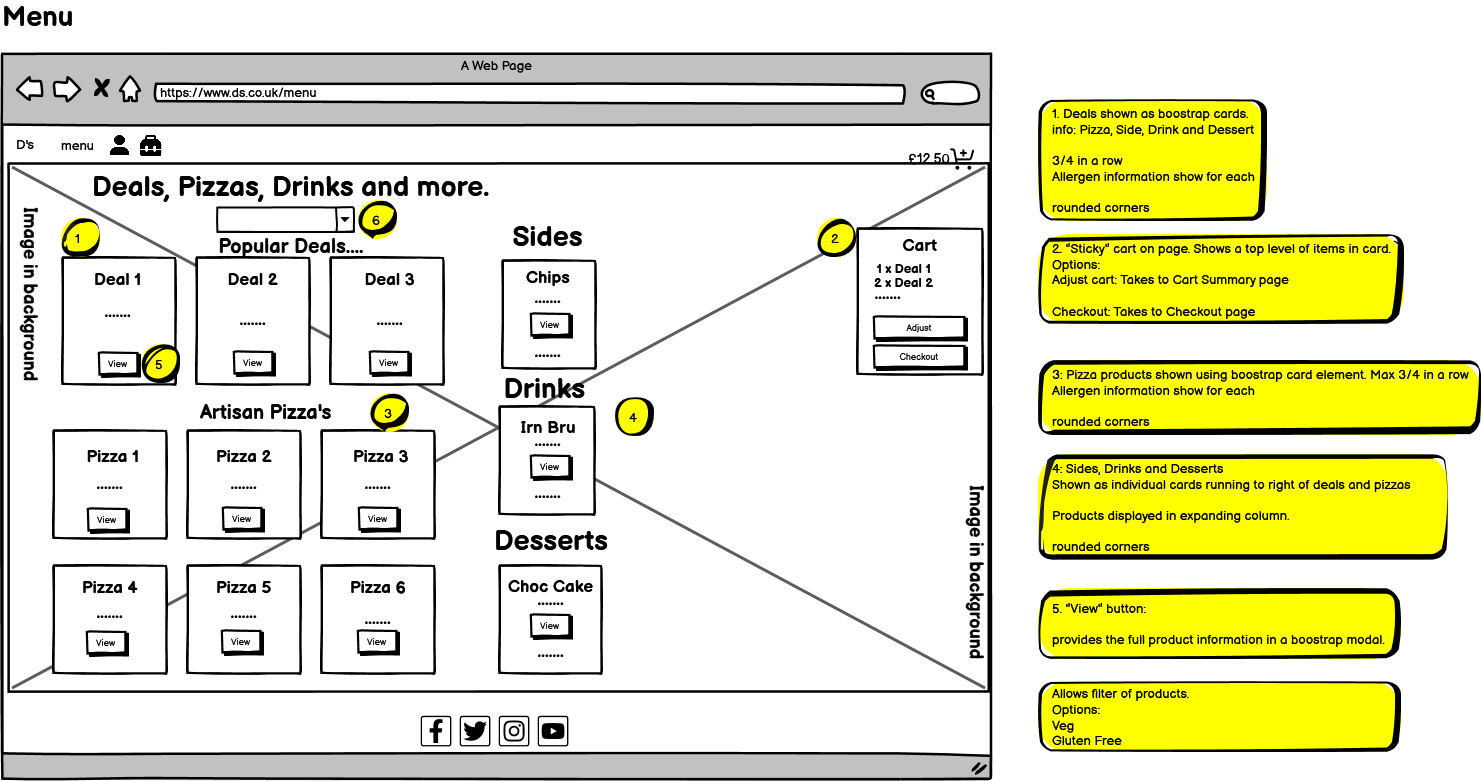 Menu
A Web Page
https://www.ds.co.uk/menu
D's
menu
£12.50
Deals, Pizzas, Drinks and more.
Image in background
1
6
Popular Deals....
Deal 1
.......
View
5
Deal 2
.......
View
Deal 3
.......
View
Artisan Pizza's
3
Pizza 1
.......
View
Pizza 2
.......
View
Pizza 3
.......
View
Pizza 4
.......
View
Pizza 5
.......
View
Pizza 6
.......
View
Sides
Chips
.......
View
.......
Drinks
4
Irn Bru
.......
View
.......
Desserts
Choc Cake
.......
View
.......
2
Cart
1 x Deal 1
2 x Deal 2
.......
Adjust
Checkout
Image in background
1. Deals shown as boostrap cards.
info: Pizza, Side, Drink and Dessert
3/4 in a row
Allergen information show for each
rounded corners
2. "Sticky" cart on page. Shows a top level of items in card.
Options:
Adjust cart: Takes to Cart Summary page
Checkout: Takes to Checkout page
3: Pizza products shown using boostrap card element. Max 3/4 in a row
Allergen information show for each
rounded corners
4: Sides, Drinks and Desserts
Shown as individual cards running to right of deals and pizzas
Products displayed in expanding column.
rounded corners
5. "View" button:
provides the full product information in a boostrap modal.
Allows filter of products.
Options:
Veg
Gluten Free